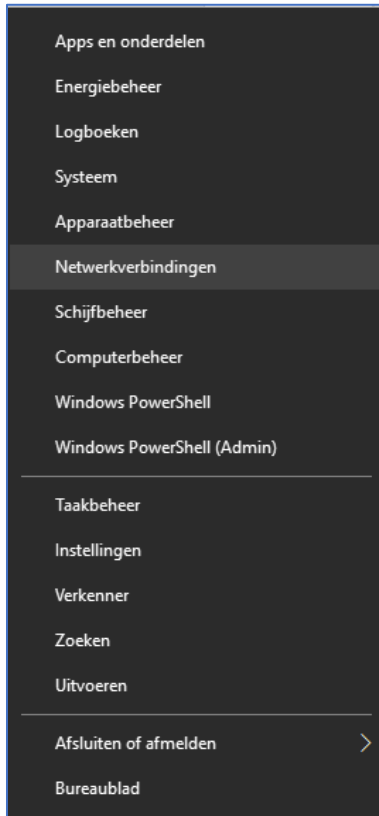 Apps en onderdelen
Energiebeheer
Logboeken
Systeem
Apparaatbeheer
Netwerkverbindingen
Schijfbeheer
Computerbeheer
Windows PowerShell
Windows PowerShell (Admin)
Taakbeheer
Instellingen
Verkenner
Zoeken
Uitvoeren
Afsluiten of afmelden
Bureaublad